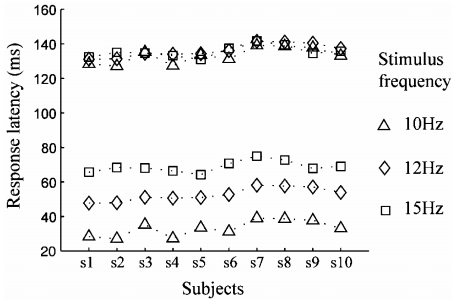 Response latency (ms)
160
140
120
100
80
60
40
20
s1 s2 s3 s4 s5 s6 s7 s8 s9 s10
Subjects
Stimulus
frequency
10Hz
12Hz
15Hz